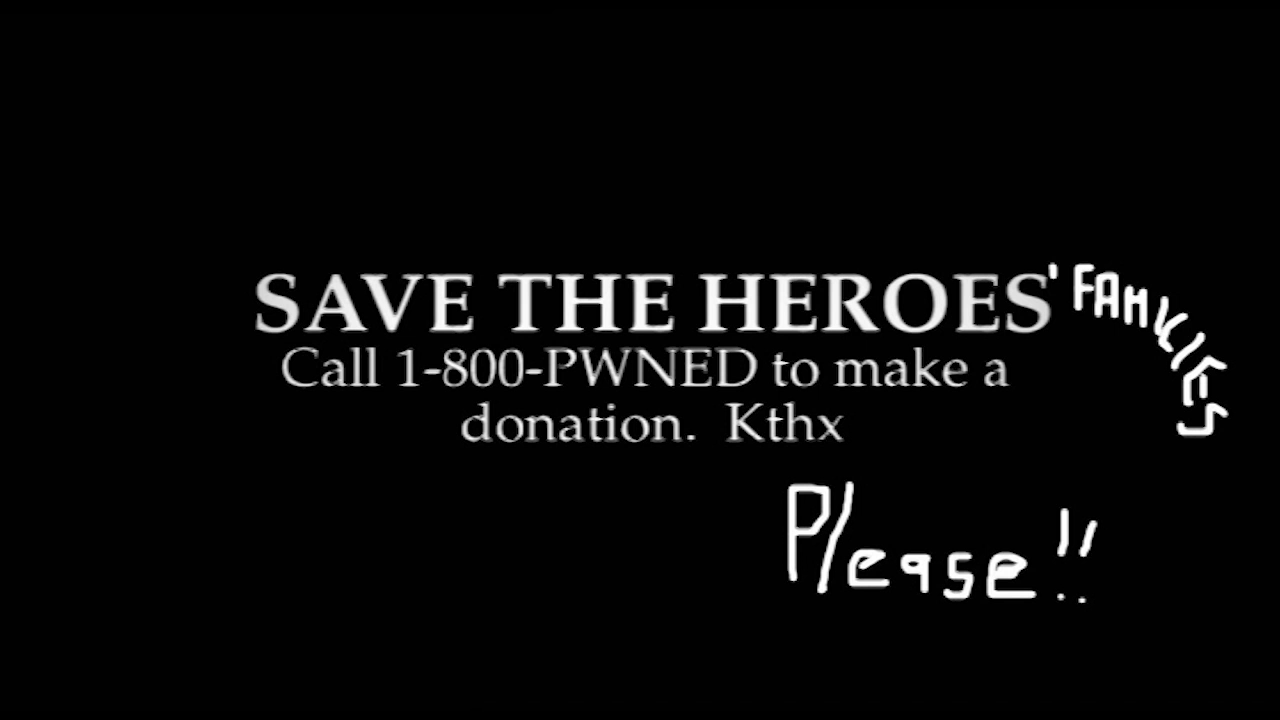 SAVE THE HEROES' FAMILIES
Call 1-800-PWNED to make a
donation. Kthx
Please!!